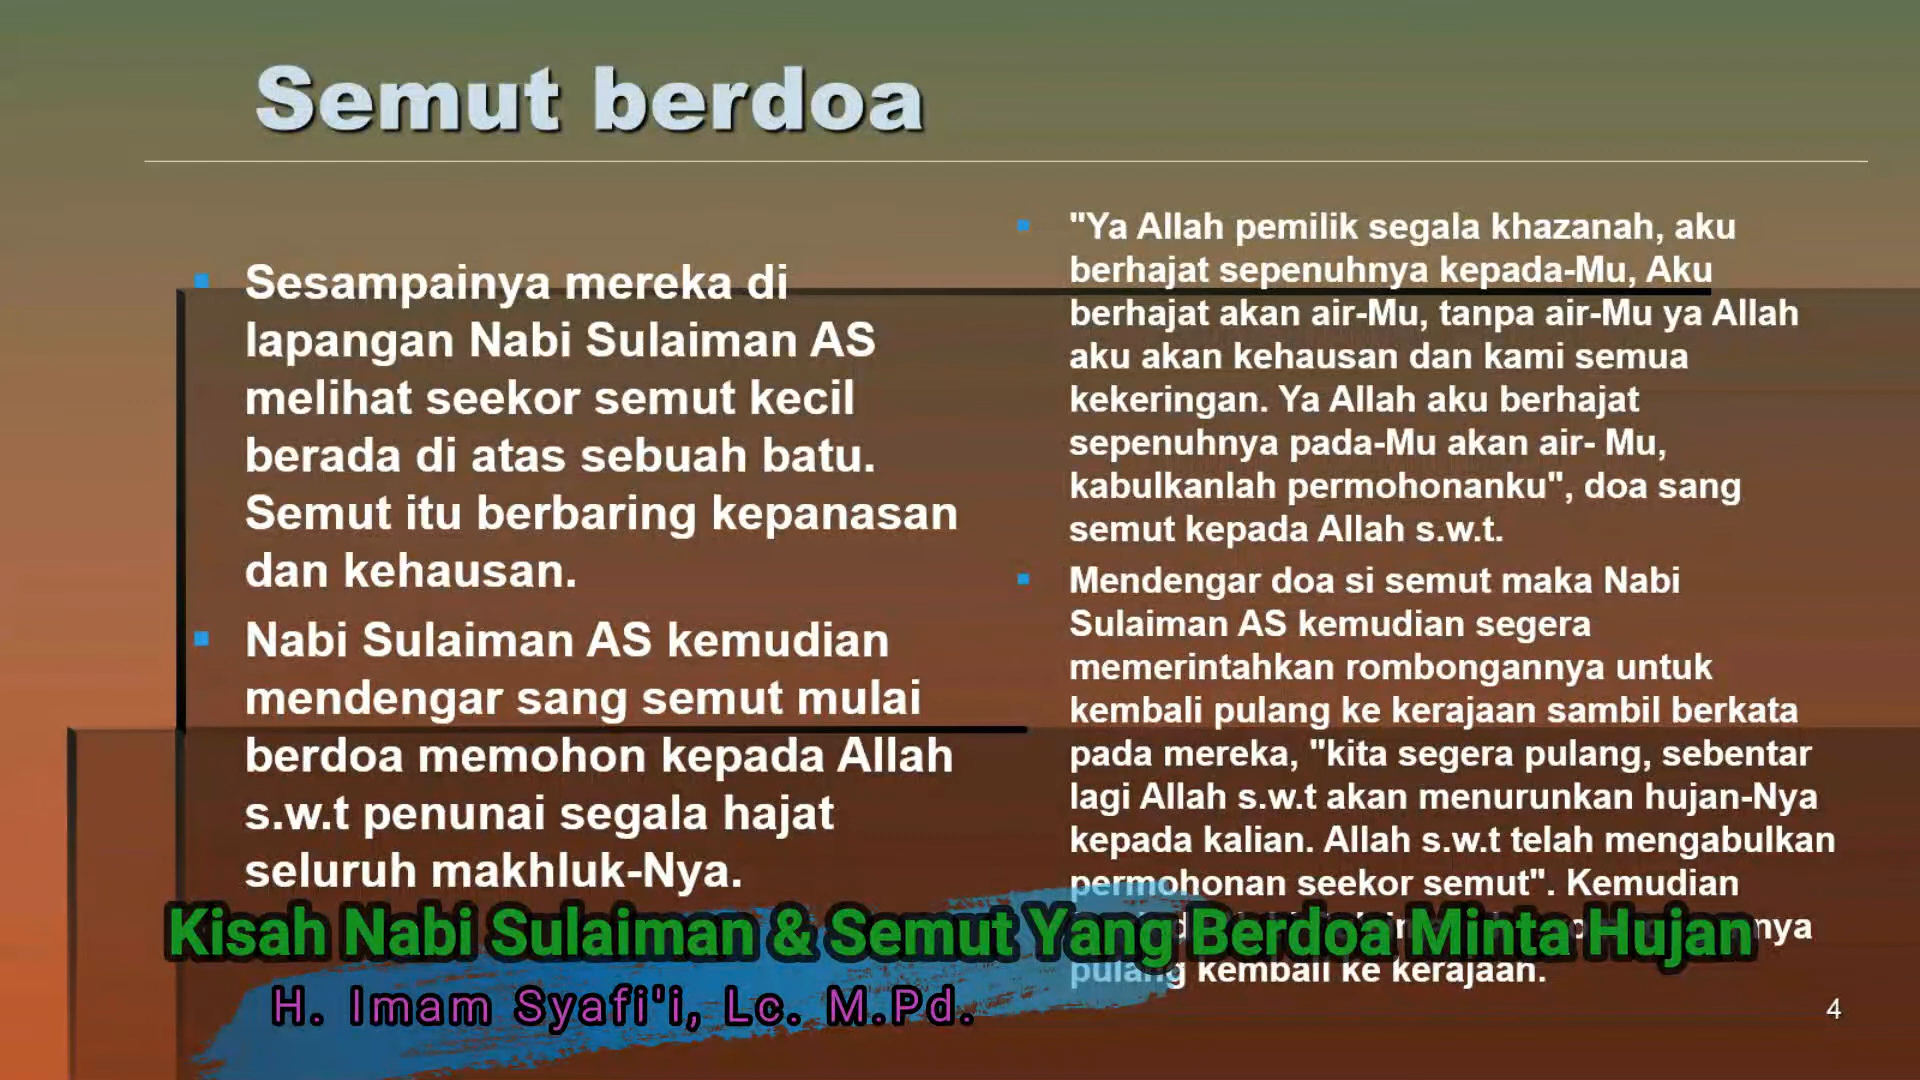 Semut berdoa
Sesampainya mereka di
lapangan Nabi Sulaiman AS
melihat seekor semut kecil
berada di atas sebuah batu.
Semut itu berbaring kepanasan
dan kehausan.
Nabi Sulaiman AS kemudian
mendengar sang semut mulai
berdoa memohon kepada Allah
s.w.t penunai segala hajat
seluruh makhluk-Nya.
"Ya Allah pemilik segala khazanah, aku
berhajat sepenuhnya kepada-Mu, Aku
berhajat akan air-Mu, tanpa air-Mu ya Allah
aku akan kehausan dan kami semua
kekeringan. Ya Allah aku berhajat
sepenuhnya pada-Mu akan air- Mu,
kabulkanlah permohonanku", doa sang
semut kepada Allah s.w.t.
Mendengar doa si semut maka Nabi
Sulaiman AS kemudian segera
memerintahkan rombongannya untuk
kembali pulang ke kerajaan sambil berkata
pada mereka, "kita segera pulang, sebentar
lagi Allah s.w.t akan menurunkan hujan-Nya
kepada kalian. Allah s.w.t telah mengabulkan
permohonan seekor semut". Kemudian
pulang kembali ke kerajaan.
Kisah Nabi Sulaiman & Semut Yang Berdoa Minta Hujan
H. Imam Syafi'i, Lc. M.Pd.
4